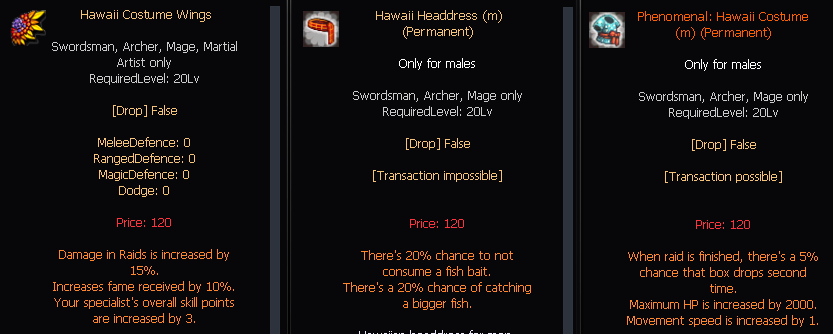 Hawaii Costume Wings
Swordsman, Archer, Mage, Martial
Artist only
RequiredLevel: 20Lv
[Drop] False
MeleeDefence: 0
RangedDefence: 0
MagicDefence: 0
Dodge: 0
Price: 120
Damage in Raids is increased by
15%.
Increases fame received by 10%.
Your specialist's overall skill points
are increased by 3.
Hawaii Headdress (m)
(Permanent)
Only for males
Swordsman, Archer, Mage only
RequiredLevel: 20Lv
[Drop] False
[Transaction impossible]
Price: 120
There's 20% chance to not
consume a fish bait.
There's a 20% chance of catching
a bigger fish.
Phenomenal: Hawaii Costume
(m) (Permanent)
Only for males
Swordsman, Archer, Mage only
RequiredLevel: 20Lv
[Drop] False
[Transaction possible]
Price: 120
When raid is finished, there's a 5%
chance that box drops second
time.
Maximum HP is increased by 2000.
Movement speed is increased by 1.